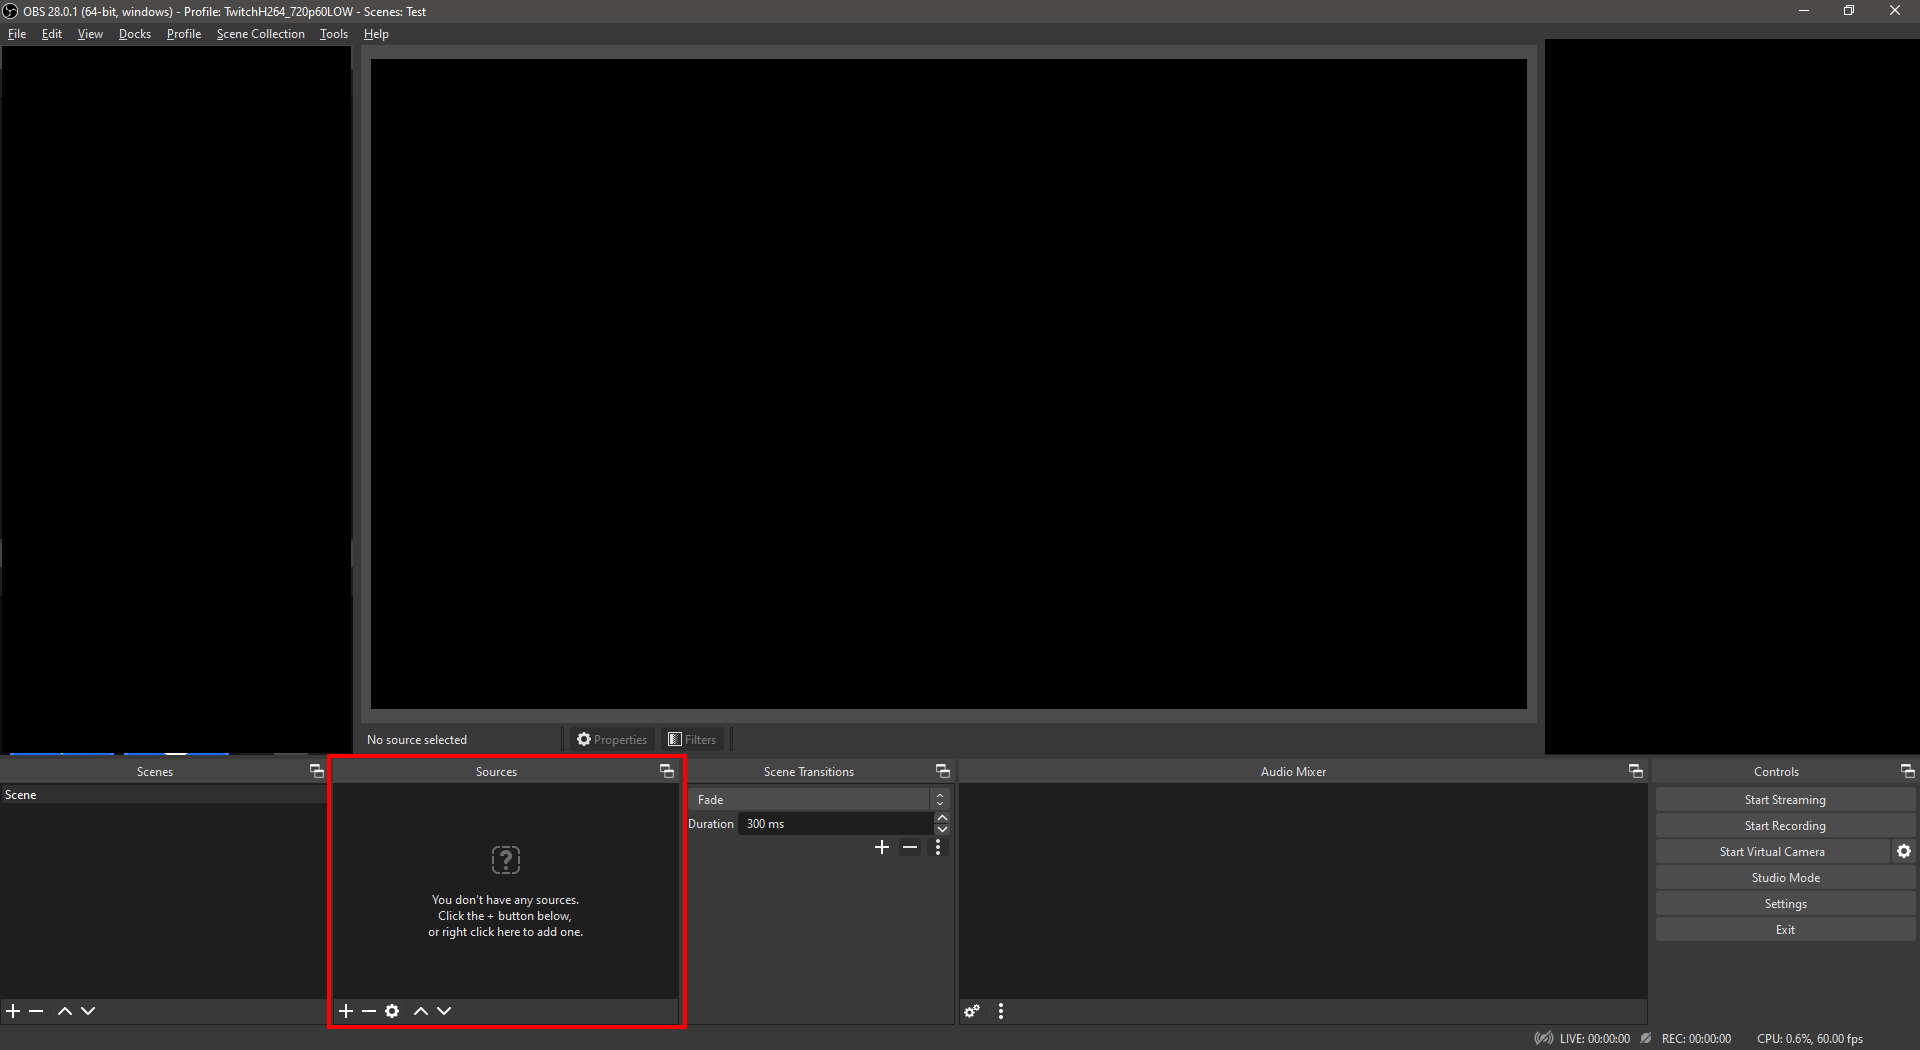 OBS 28.0.1 (64-bit, windows) - Profile: TwitchH264_720p60LOW - Scenes: Test
File Edit View Docks Profile Scene Collection Tools Help
No source selected Properties Filters
Scenes
Scene
Sources
You don't have any sources.
Click the + button below,
or right click here to add one.
Scene Transitions
Fade
Duration 300 ms
Audio Mixer
Controls
Start Streaming
Start Recording
Start Virtual Camera
Studio Mode
Settings
Exit
LIVE: 00:00:00 REC: 00:00:00 CPU: 0.6%, 60.00 fps